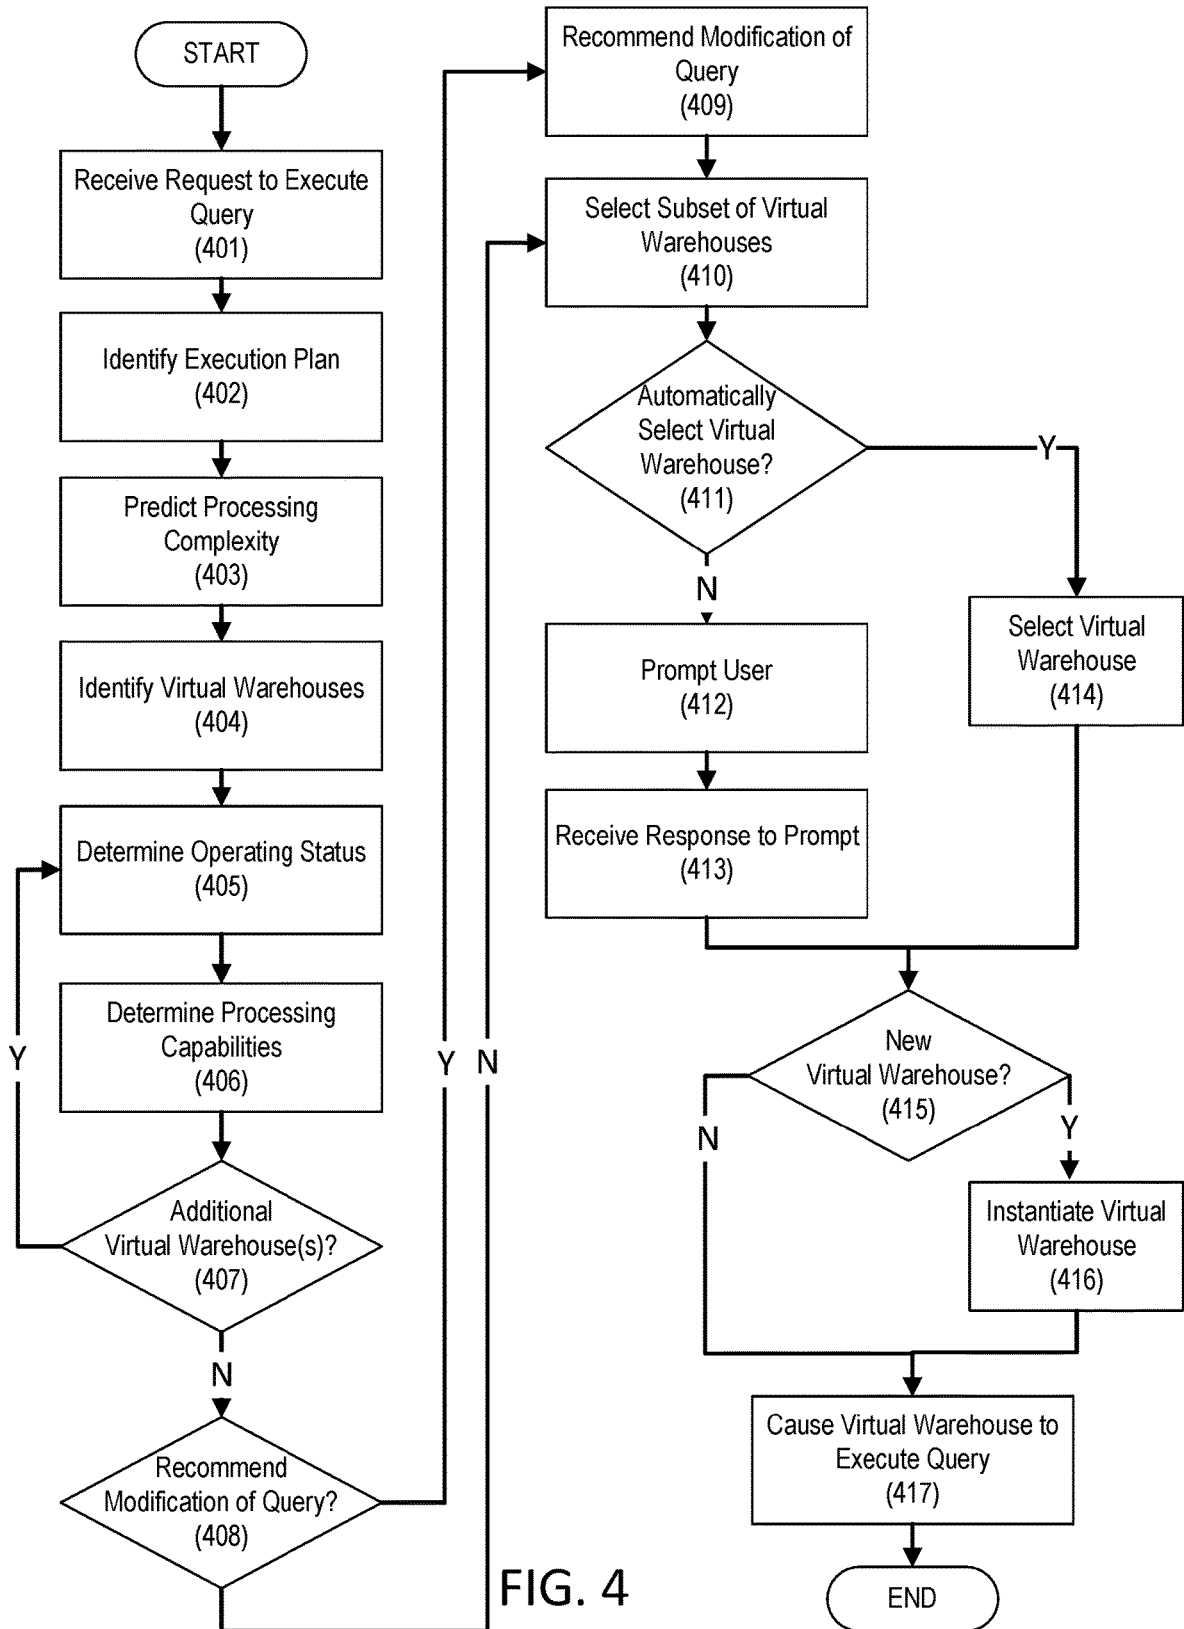 START
Receive Request to Execute
Query
(401)
Identify Execution Plan
(402)
Predict Processing
Complexity
(403)
Identify Virtual Warehouses
(404)
Determine Operating Status
(405)
Determine Processing
Capabilities
(406)
Y
Additional
Virtual Warehouse(s)?
(407)
N
Recommend
Modification of Query?
(408)
Y
N
Recommend Modification of
Query
(409)
Select Subset of Virtual
Warehouses
(410)
Automatically
Select Virtual
Warehouse?
(411)
Y
N
Prompt User
(412)
Receive Response to Prompt
(413)
Select Virtual
Warehouse
(414)
New
Virtual Warehouse?
(415)
N
Y
Instantiate Virtual
Warehouse
(416)
Cause Virtual Warehouse to
Execute Query
(417)
END
FIG. 4